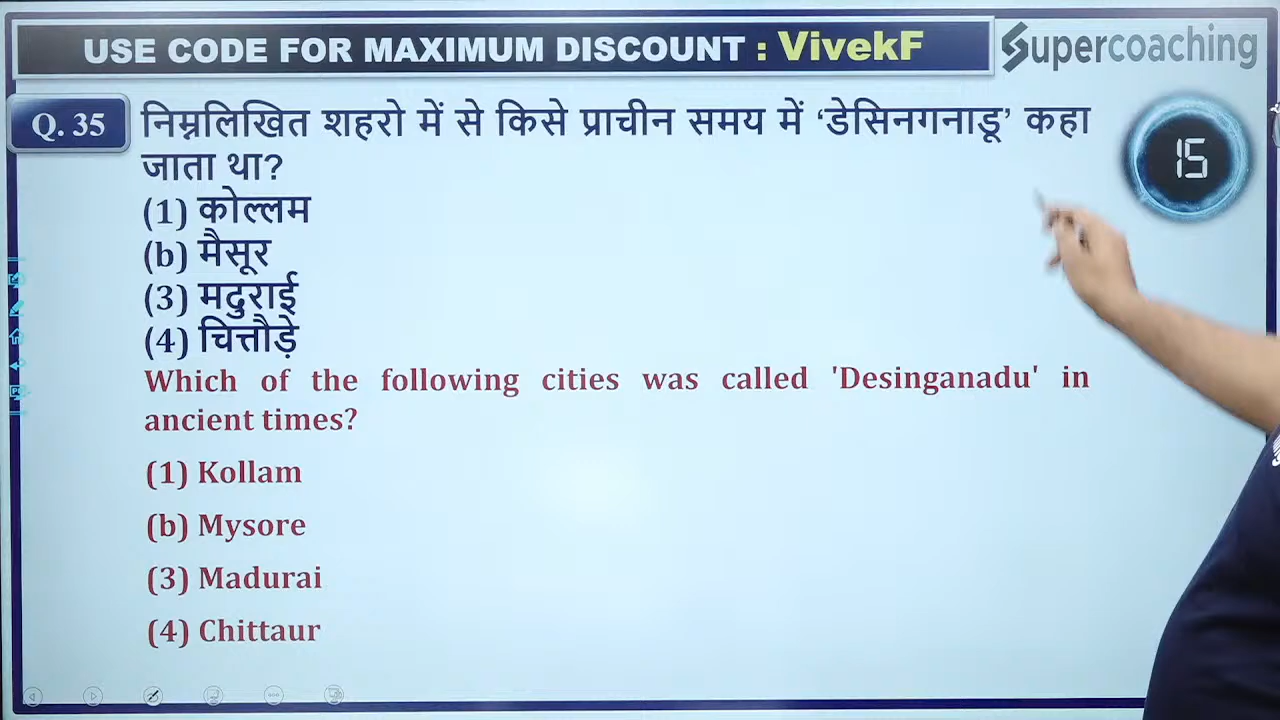 USE CODE FOR MAXIMUM DISCOUNT : VivekF
Supercoaching
Q. 35
निम्नलिखित शहरो में से किसे प्राचीन समय में ‘डेसिनगनाडू’ कहा
जाता था?
15
(1) कोल्लम
(b) मैसूर
(3) मदुराई
(4) चित्तौड़े
Which of the following cities was called 'Desinganadu' in
ancient times?
(1) Kollam
(b) Mysore
(3) Madurai
(4) Chittaur